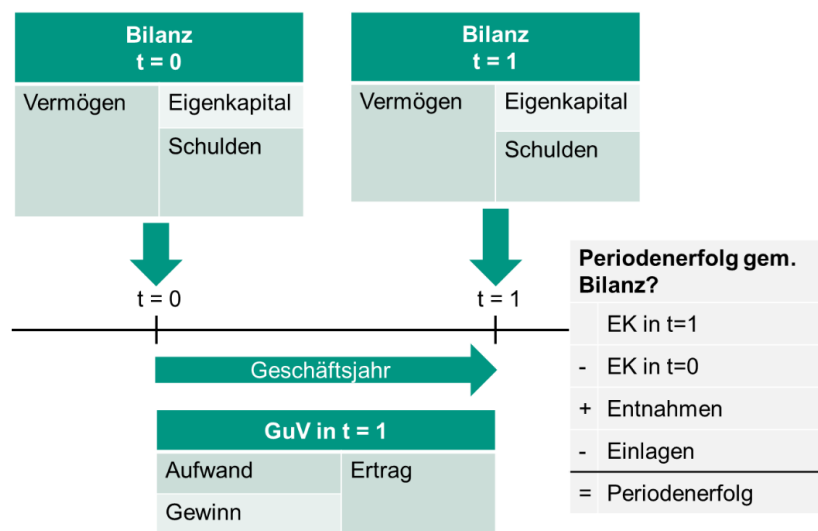 Bilanz
t = 0
Vermögen
Eigenkapital
Schulden
Bilanz
t = 1
Vermögen
Eigenkapital
Schulden
t = 0
t = 1
Geschäftsjahr
GuV in t = 1
Aufwand
Ertrag
Gewinn
Periodenerfolg gem.
Bilanz?
EK in t=1
- EK in t=0
+ Entnahmen
- Einlagen
= Periodenerfolg